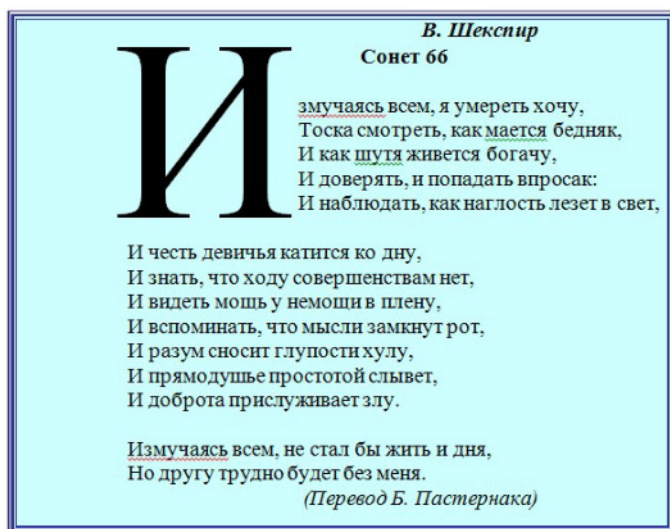 В. Шекспир
Сонет 66
Измучаясь всем, я умереть хочу,
Тоска смотреть, как мается бедняк,
И как шутя живется богачу,
И доверять, и попадать впросак:
И наблюдать, как наглость лезет в свет,
И честь девичья катится ко дну,
И знать, что ходу совершенствам нет,
И видеть мощь у немощи в плену,
И вспоминать, что мысли замкнут рот,
И разум сносит глупости хулу,
И прямодушье простотой слывет,
И доброта прислуживает злу.
Измучаясь всем, не стал бы жить и дня,
Но другу трудно будет без меня.
(Перевод Б. Пастернака)